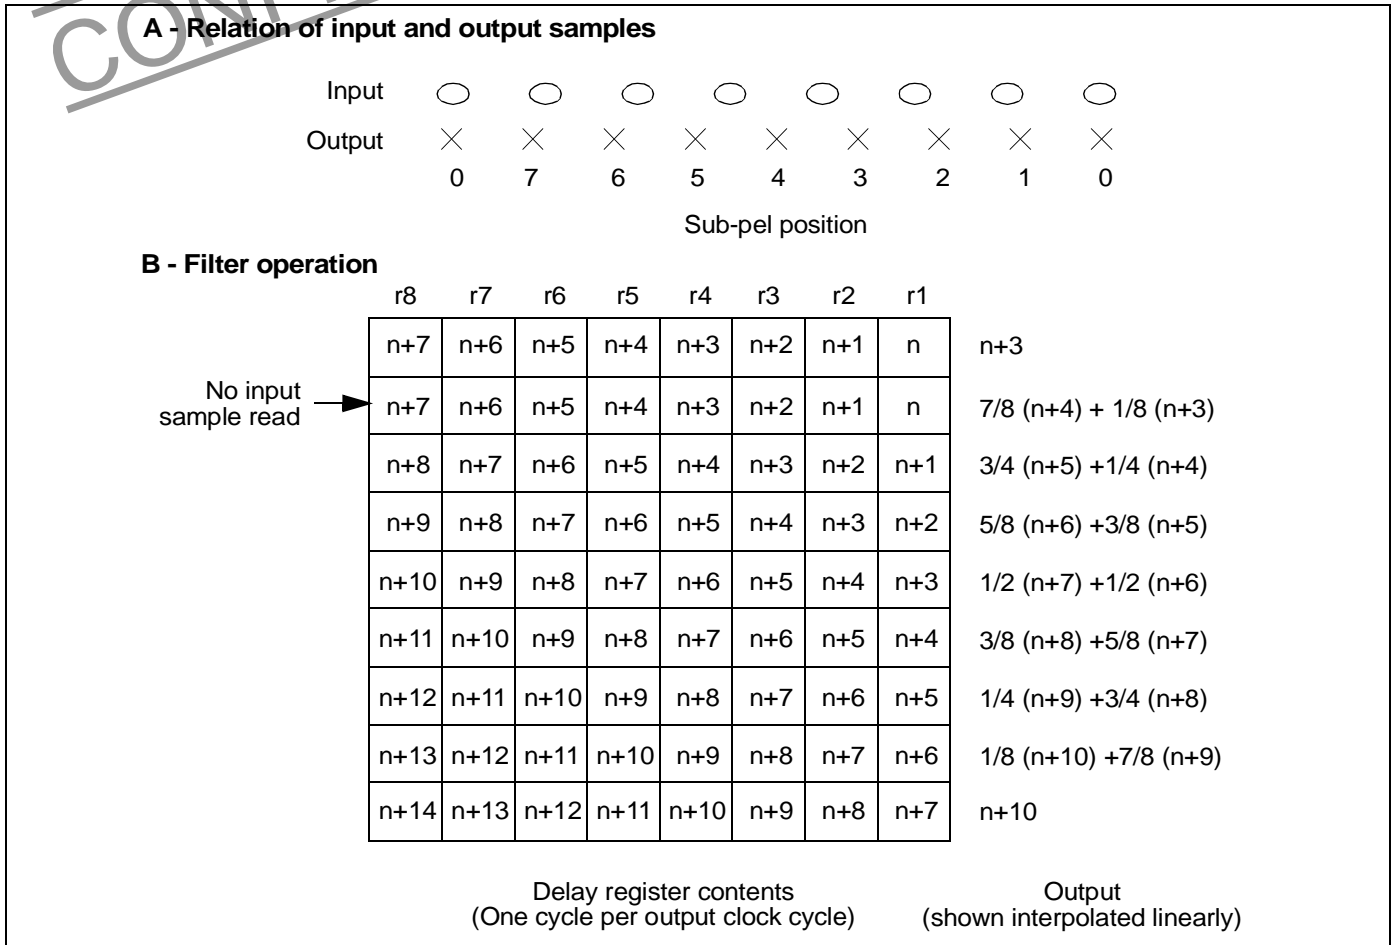 CONF
A - Relation of input and output samples
Input
Output
0 7 6 5 4 3 2 1 0
Sub-pel position
B - Filter operation
r8 r7 r6 r5 r4 r3 r2 r1
n+7 n+6 n+5 n+4 n+3 n+2 n+1 n n+3
No input
sample read
n+7 n+6 n+5 n+4 n+3 n+2 n+1 n 7/8 (n+4) + 1/8 (n+3)
n+8 n+7 n+6 n+5 n+4 n+3 n+2 n+1 3/4 (n+5) +1/4 (n+4)
n+9 n+8 n+7 n+6 n+5 n+4 n+3 n+2 5/8 (n+6) +3/8 (n+5)
n+10 n+9 n+8 n+7 n+6 n+5 n+4 n+3 1/2 (n+7) +1/2 (n+6)
n+11 n+10 n+9 n+8 n+7 n+6 n+5 n+4 3/8 (n+8) +5/8 (n+7)
n+12 n+11 n+10 n+9 n+8 n+7 n+6 n+5 1/4 (n+9) +3/4 (n+8)
n+13 n+12 n+11 n+10 n+9 n+8 n+7 n+6 1/8 (n+10) +7/8 (n+9)
n+14 n+13 n+12 n+11 n+10 n+9 n+8 n+7 n+10
Delay register contents
(One cycle per output clock cycle)
Output
(shown interpolated linearly)